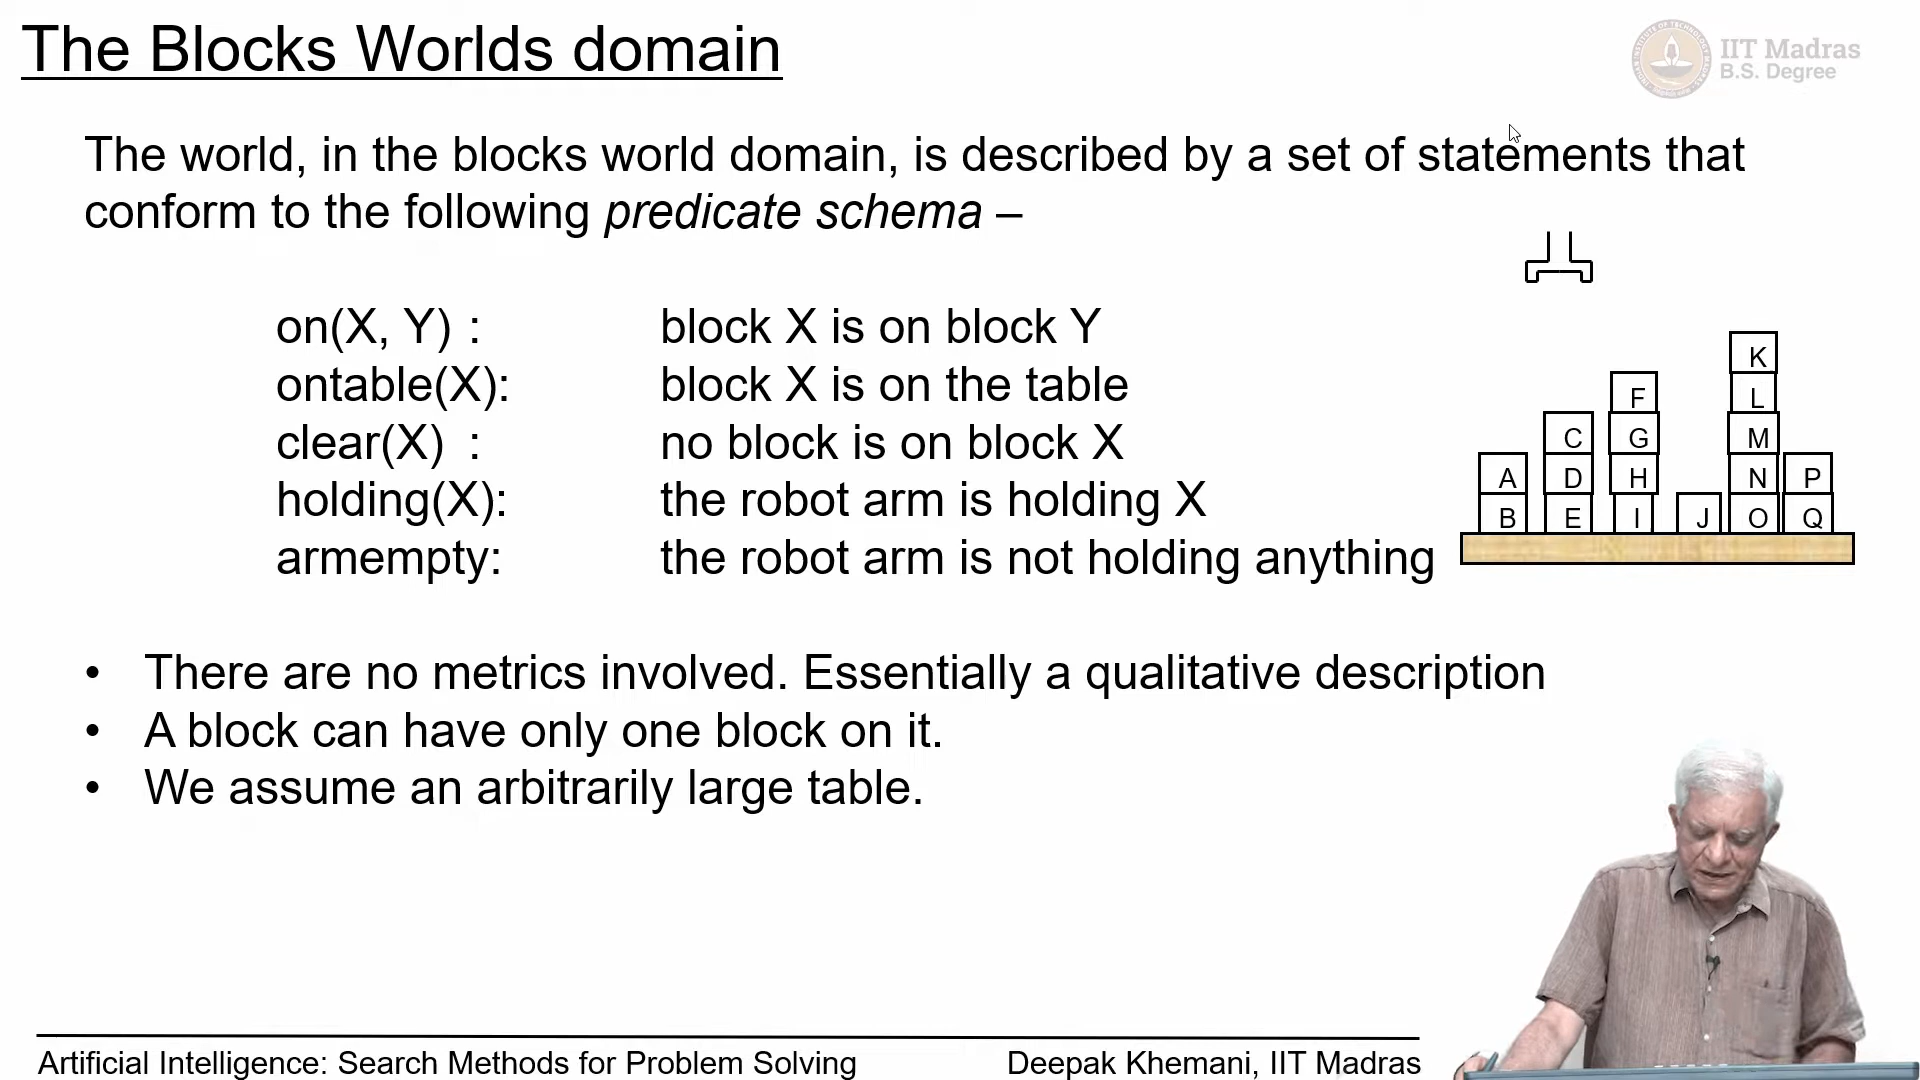 The Blocks Worlds domain
IIT Madras
B.S. Degree
The world, in the blocks world domain, is described by a set of statements that
conform to the following predicate schema –
on(X, Y) : block X is on block Y
ontable(X): block X is on the table
clear(X) : no block is on block X
holding(X): the robot arm is holding X
armempty: the robot arm is not holding anything
K
F L
C G M
A D H N P
B E I J O Q
• There are no metrics involved. Essentially a qualitative description
• A block can have only one block on it.
• We assume an arbitrarily large table.
Artificial Intelligence: Search Methods for Problem Solving Deepak Khemani, IIT Madras